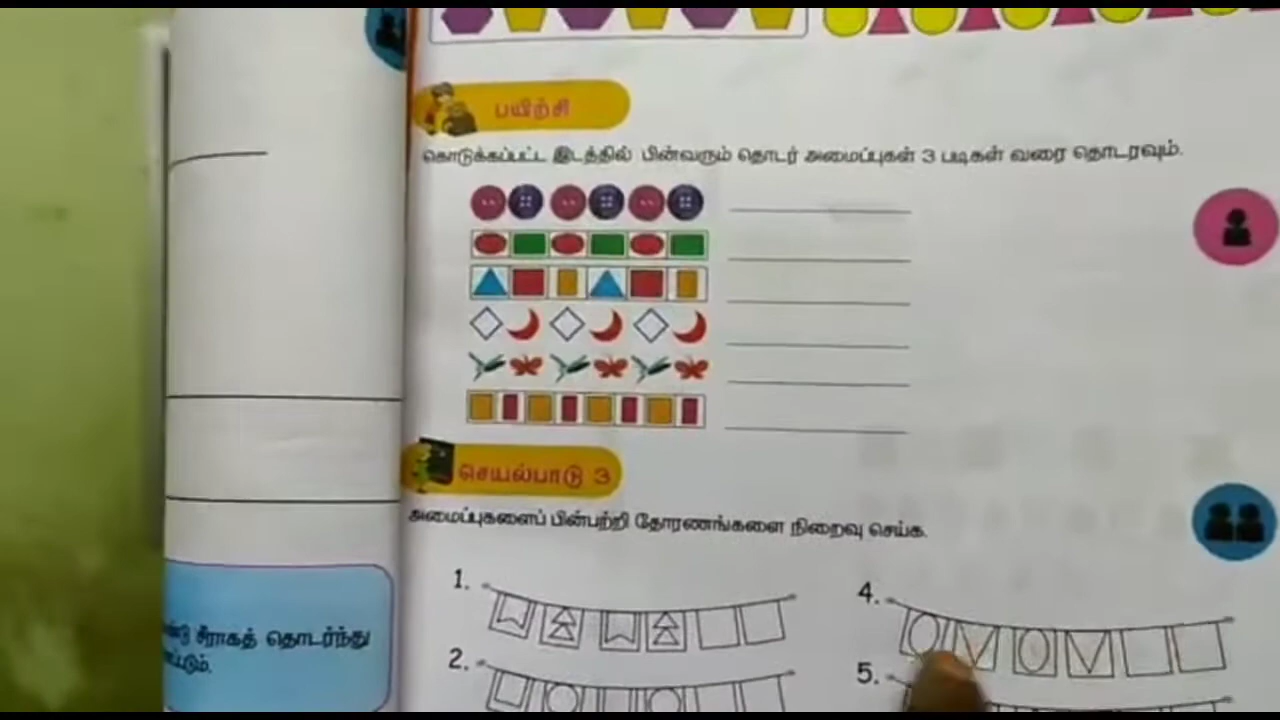 பயிற்சி
கொடுக்கப்பட்ட இடத்தில் பின்வரும் தொடர் அமைப்புகள் 3 படிகள் வரை தொடரவும்.
செயல்பாடு 3
அமைப்புகளைப் பின்பற்றி தோரணங்களை நிறைவு செய்க.
1.
4.
2.
5.
சீராகத் தொடர்ந்து